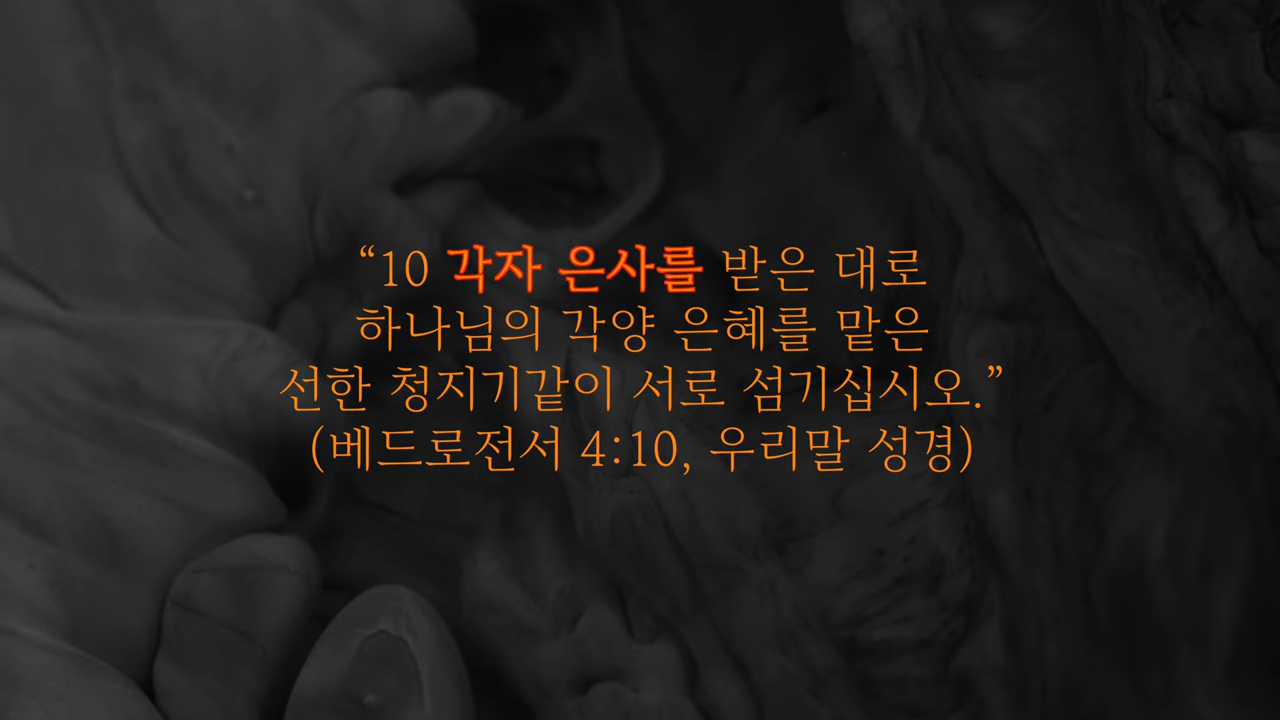 “10 각자 은사를 받은 대로
하나님의 각양 은혜를 맡은
선한 청지기같이 서로 섬기십시오.”
(베드로전서 4:10, 우리말 성경)